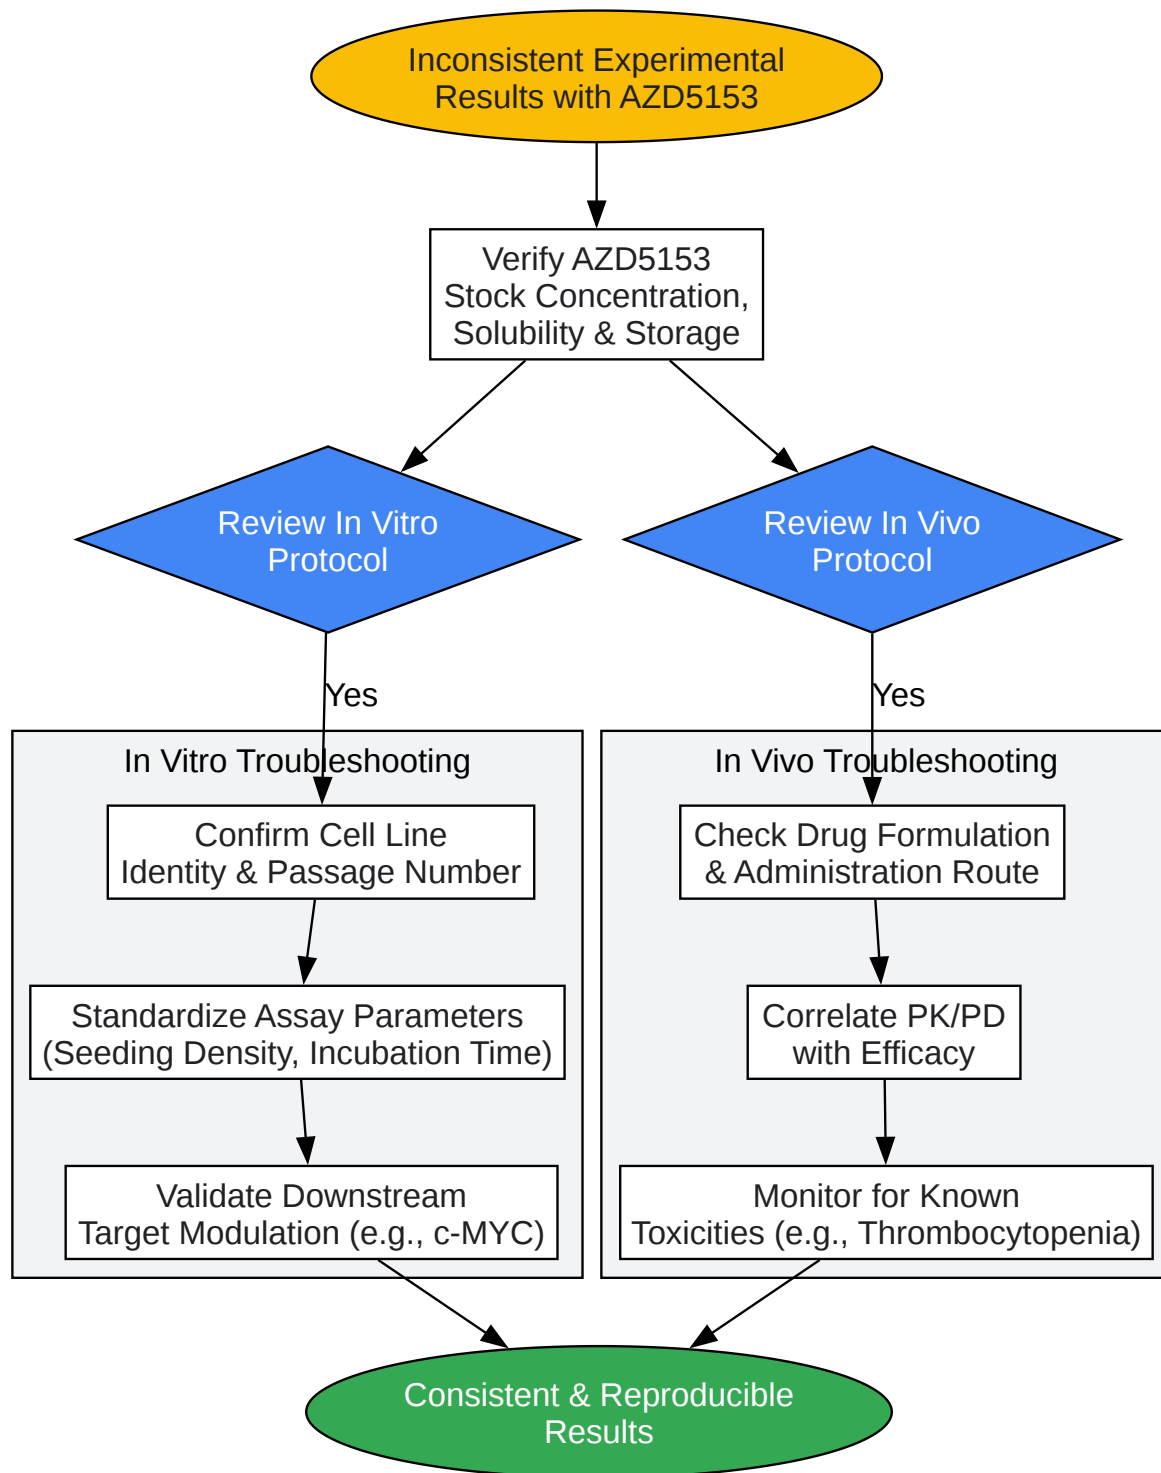 Inconsistent Experimental
Results with AZD5153
Verify AZD5153
Stock Concentration,
Solubility & Storage
Review In Vitro
Protocol
Review In Vivo
Protocol
Yes
Yes
In Vitro Troubleshooting
Confirm Cell Line
Identity & Passage Number
Standardize Assay Parameters
(Seeding Density, Incubation Time)
Validate Downstream
Target Modulation (e.g., c-MYC)
In Vivo Troubleshooting
Check Drug Formulation
& Administration Route
Correlate PK/PD
with Efficacy
Monitor for Known
Toxicities (e.g., Thrombocytopenia)
Consistent & Reproducible
Results